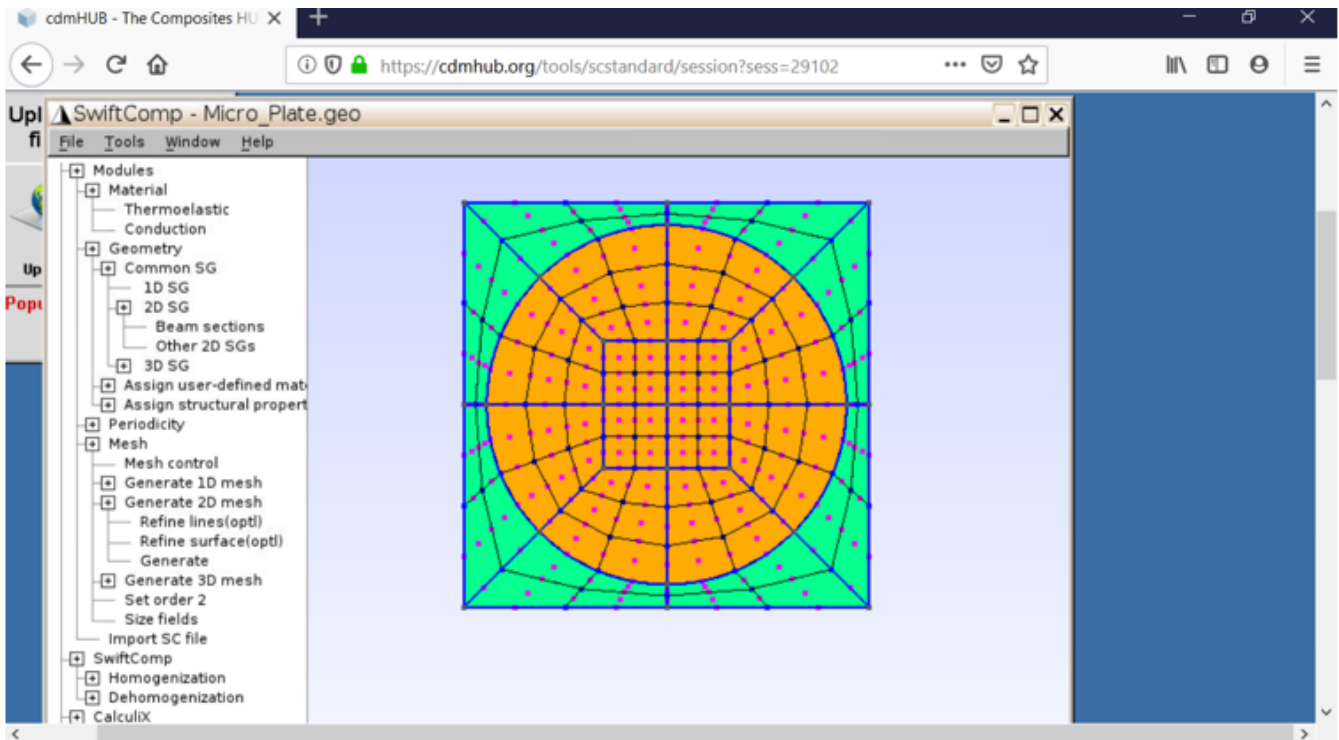 cdmHUB - The Composites HU
https://cdmhub.org/tools/scstandard/session?sess=29102
Upl
fi
Up
Popu
SwiftComp - Micro_Plate.geo
File Tools Window Help
Modules
Material
Thermoelastic
Conduction
Geometry
Common SG
1D SG
2D SG
Beam sections
Other 2D SGs
3D SG
Assign user-defined mat
Assign structural propert
Periodicity
Mesh
Mesh control
Generate 1D mesh
Generate 2D mesh
Refine lines(optl)
Refine surface(optl)
Generate
Generate 3D mesh
Set order 2
Size fields
Import SC file
SwiftComp
Homogenization
Dehomogenization
CalculiX